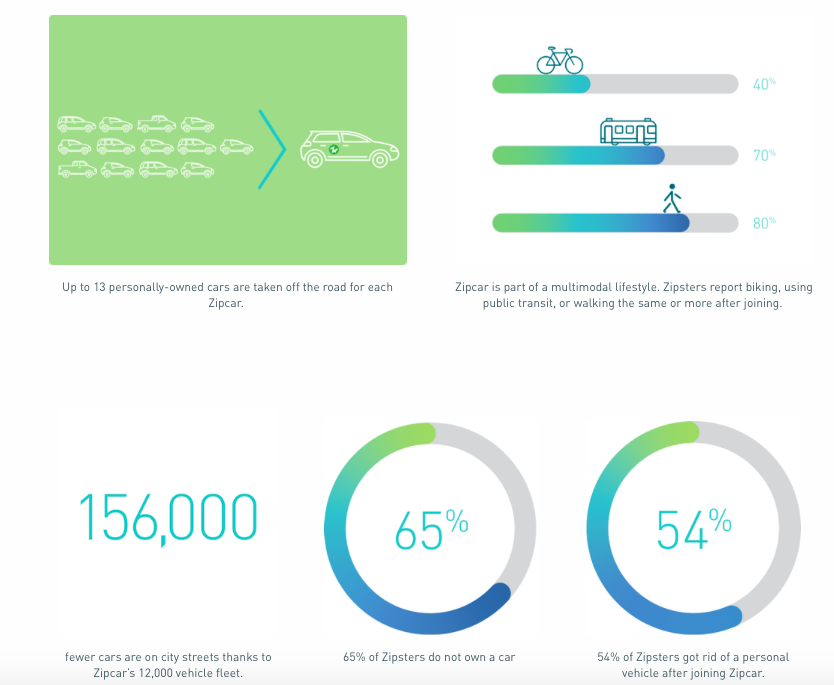 40%
70%
80%
Up to 13 personally-owned cars are taken off the road for each
Zipcar.
Zipcar is part of a multimodal lifestyle. Zipsters report biking, using
public transit, or walking the same or more after joining.
156,000
65%
54%
fewer cars are on city streets thanks to
Zipcar's 12,000 vehicle fleet.
65% of Zipsters do not own a car
54% of Zipsters got rid of a personal
vehicle after joining Zipcar.